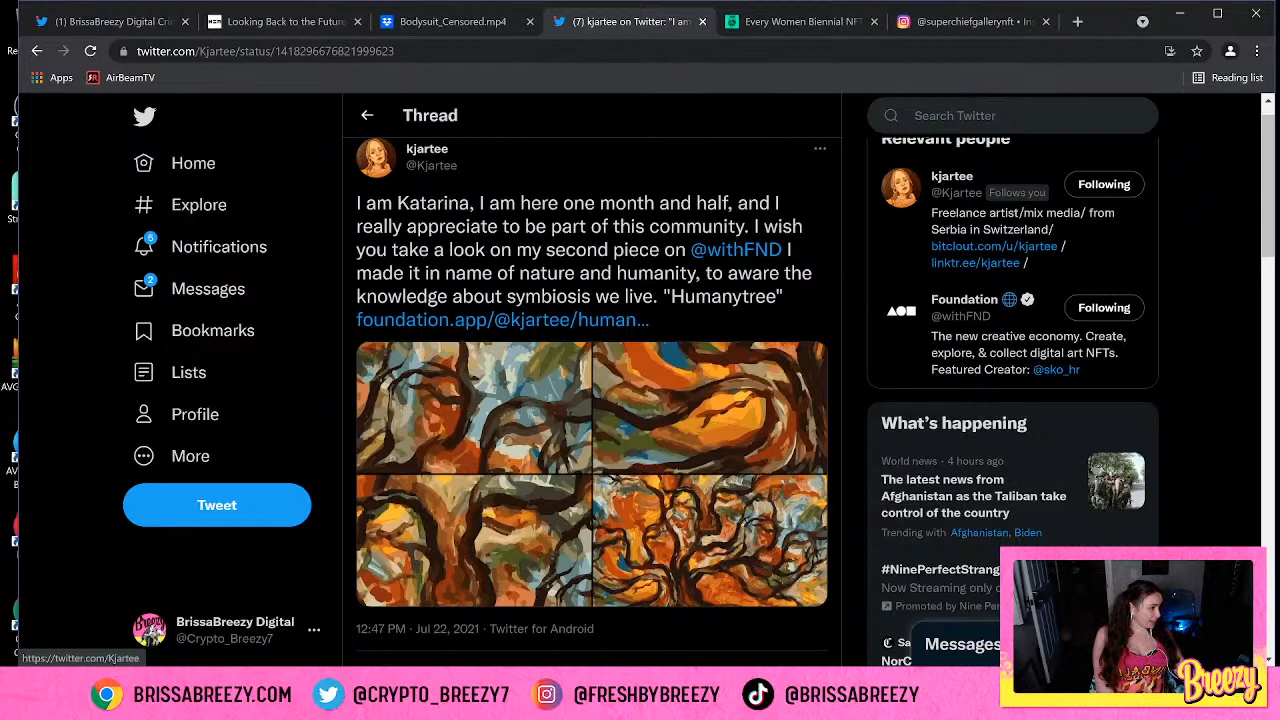 (1) BrissaBreezy Digital Cri
Looking Back to the Future
Bodysuit_Censored.mp4
(7) kjartee on Twitter: "I am
Every Women Biennial NFT
@superchiefgallerynft • Ins
twitter.com/Kjartee/status/1418296676821999623
Apps
AirBeamTV
Reading list
Home
Explore
5
Notifications
2
Messages
Bookmarks
Lists
Profile
More
Tweet
BrissaBreezy Digital
@Crypto_Breezy7
https://twitter.com/Kjartee
Thread
kjartee
@Kjartee
I am Katarina, I am here one month and half, and I
really appreciate to be part of this community. I wish
you take a look on my second piece on @withFND I
made it in name of nature and humanity, to aware the
knowledge about symbiosis we live. "Humanytree"
foundation.app/@kjartee/human...
12:47 PM · Jul 22, 2021 · Twitter for Android
Search Twitter
Relevant people
kjartee
@Kjartee Follows you
Following
Freelance artist/mix media/ from
Serbia in Switzerland/
bitclout.com/u/kjartee /
linktr.ee/kjartee /
Foundation
@withFND
Following
The new creative economy. Create,
explore, & collect digital art NFTs.
Featured Creator: @sko_hr
What's happening
World news · 4 hours ago
The latest news from
Afghanistan as the Taliban take
control of the country
Trending with Afghanistan, Biden
#NinePerfectStrang
Now Streaming only o
Promoted by Nine Per
Sa
NorC
Messages
Breezy
BRISSABREEZY.COM
@CRYPTO_BREEZY7
@FRESHBYBREEZY
@BRISSABREEZY